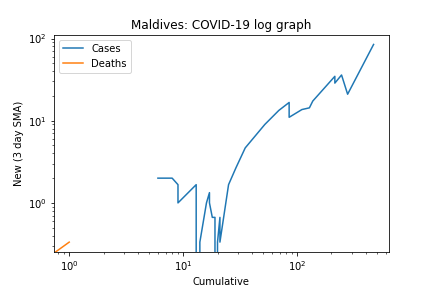 Maldives: COVID-19 log graph
Cases
Deaths
New (3 day SMA)
10²
10¹
10⁰
10⁰ 10¹ 10²
Cumulative